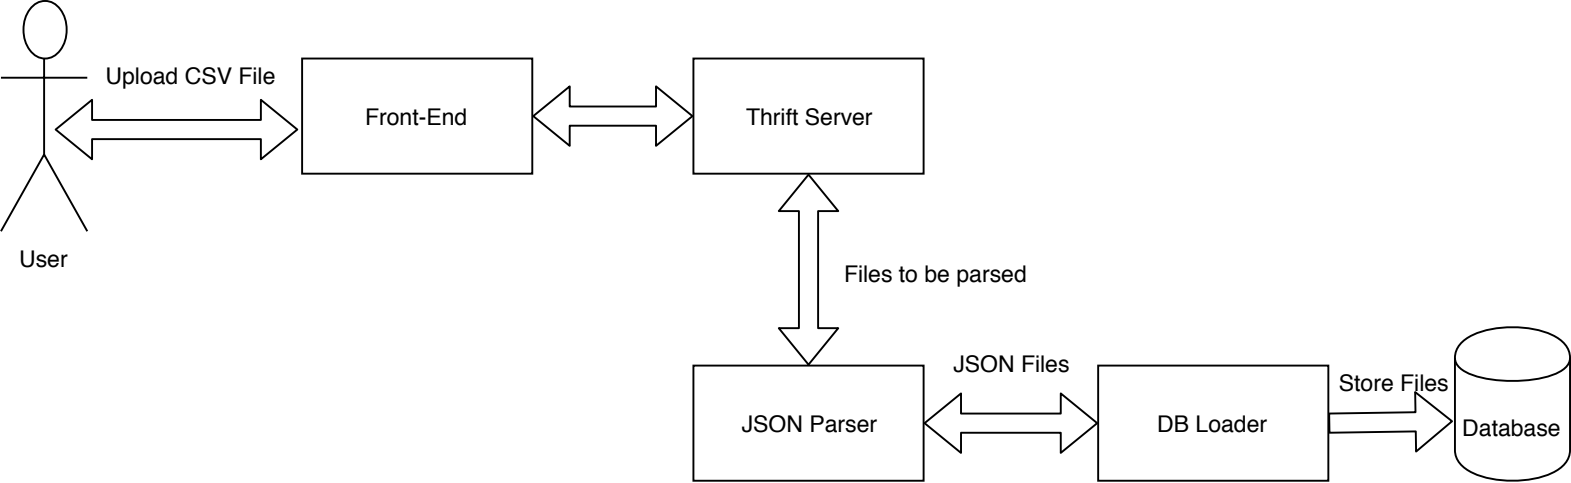 Upload CSV File
Front-End
Thrift Server
User
Files to be parsed
JSON Files
Store Files
JSON Parser
DB Loader
Database